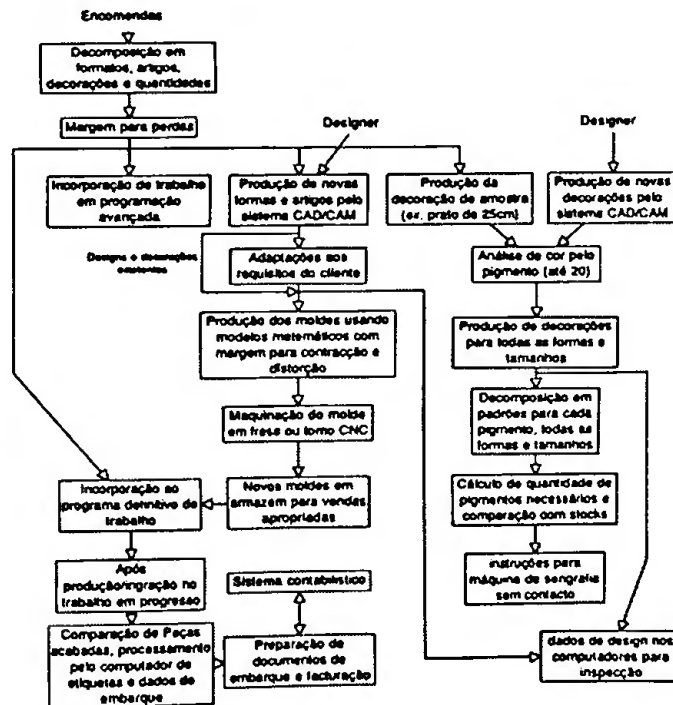 Encomendas
Decomposição em
formatos, artigos,
decorações e quantidades
Margem para perdas
Designer
Designer
Incorporação de trabalho
em programação
avançada
Produção de novas
formas e artigos pelo
sistema CAD/CAM
Produção da
decoração de amostra
(ex. prato de 25cm)
Produção de novas
decorações pelo
sistema CAD/CAM
Designs e decorações
existentes
Adaptações aos
requisitos do cliente
Análise de cor pelo
pigmento (até 20)
Produção dos moldes usando
modelos metemáticos com
margem para contracção e
distorção
Produção de decorações
para todas as formas e
tamanhos
Maquinação do molde
em fresa ou torno CNC
Decomposição em
padrões para cada
pigmento, todas as
formas e tamanhos
Incorporação ao
programa definitivo de
trabalho
Novos moldes em
armazem para vendas
apropriadas
Cálculo de quantidade de
pigmentos necessários e
comparação com stocks
Após
produção/ingração no
trabalho em progresso
Sistema contabilístico
instruções para
máquina de serigrafia
sem contacto
Comparação de Peças
acabadas, processamento
pelo computador de
etiquetas e dados de
embarque
Preparação de
documentos de
embarque e facturação
dados de design nos
computadores para
inspecção